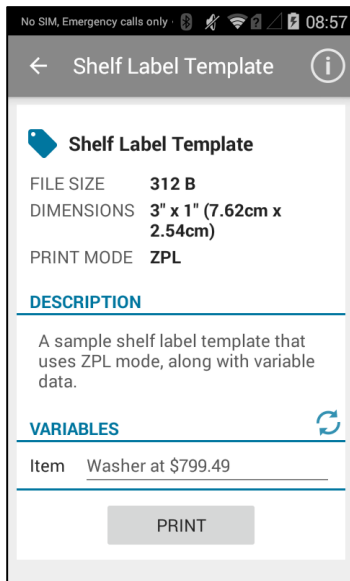 No SIM, Emergency calls only · 08:57
Shelf Label Template
Shelf Label Template
FILE SIZE 312 B
DIMENSIONS 3" x 1" (7.62cm x
2.54cm)
PRINT MODE ZPL
DESCRIPTION
A sample shelf label template that
uses ZPL mode, along with variable
data.
VARIABLES
Item Washer at $799.49
PRINT